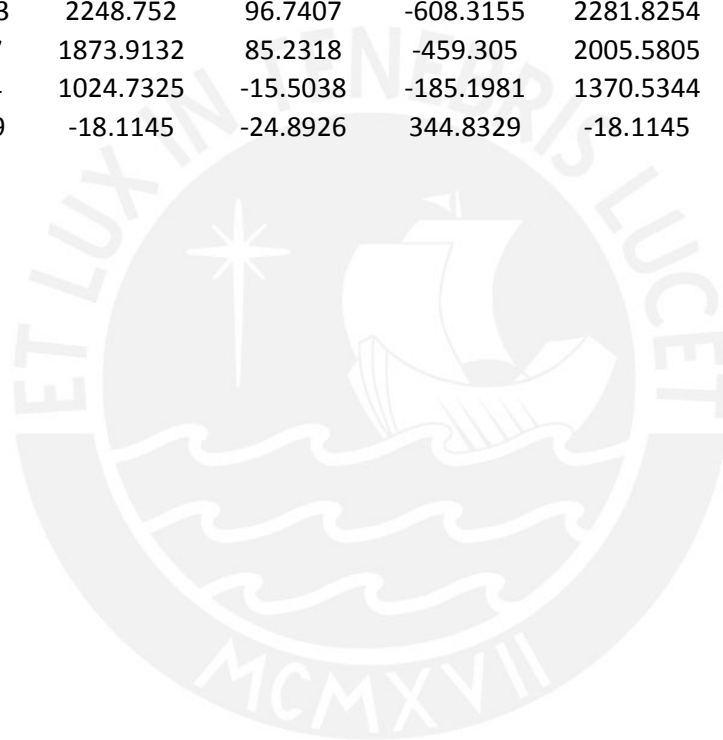 3 2248.752 96.7407 -608.3155 2281.8254
7 1873.9132 85.2318 -459.305 2005.5805
1024.7325 -15.5038 -185.1981 1370.5344
9 -18.1145 -24.8926 344.8329 -18.1145
ET LUX IN TENEBRIS LUCET
MCMXVII